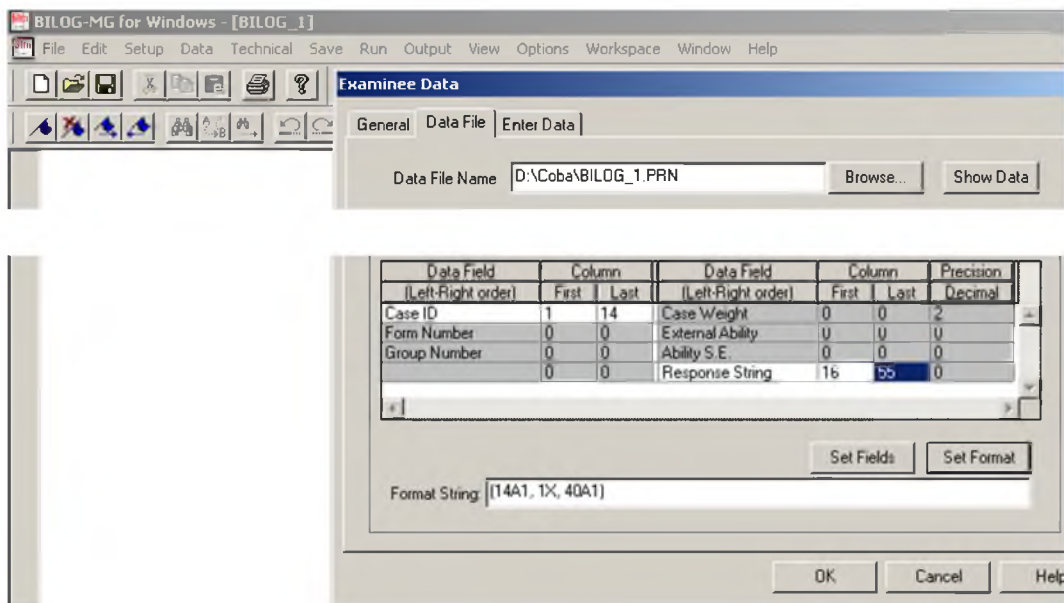 BILOG-MG for Windows - [BILOG_1]
File Edit Setup Data Technical Save Run Output View Options Workspace Window Help
Examinee Data
General Data File Enter Data
Data File Name D:\Coba\BILOG_1.PRN Browse... Show Data
Data Field Column Data Field Column Precision
(Left-Right order) First Last (Left-Right order) First Last Decimal
Case ID 1 14 Case Weight 0 0 2
Form Number 0 0 External Ability 0 0 0
Group Number 0 0 Ability S.E. 0 0 0
0 0 Response String 16 55 0
Set Fields Set Format
Format String: (14A1, 1X, 40A1)
OK Cancel Help